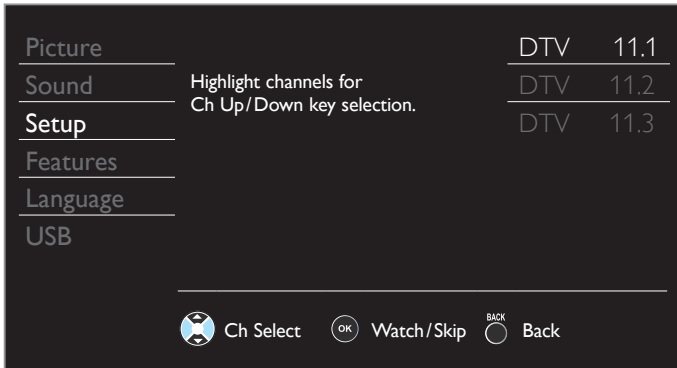 Picture
Sound
Setup
Features
Language
USB
Highlight channels for
Ch Up/Down key selection.
DTV 11.1
DTV 11.2
DTV 11.3
Ch Select OK Watch/Skip BACK Back